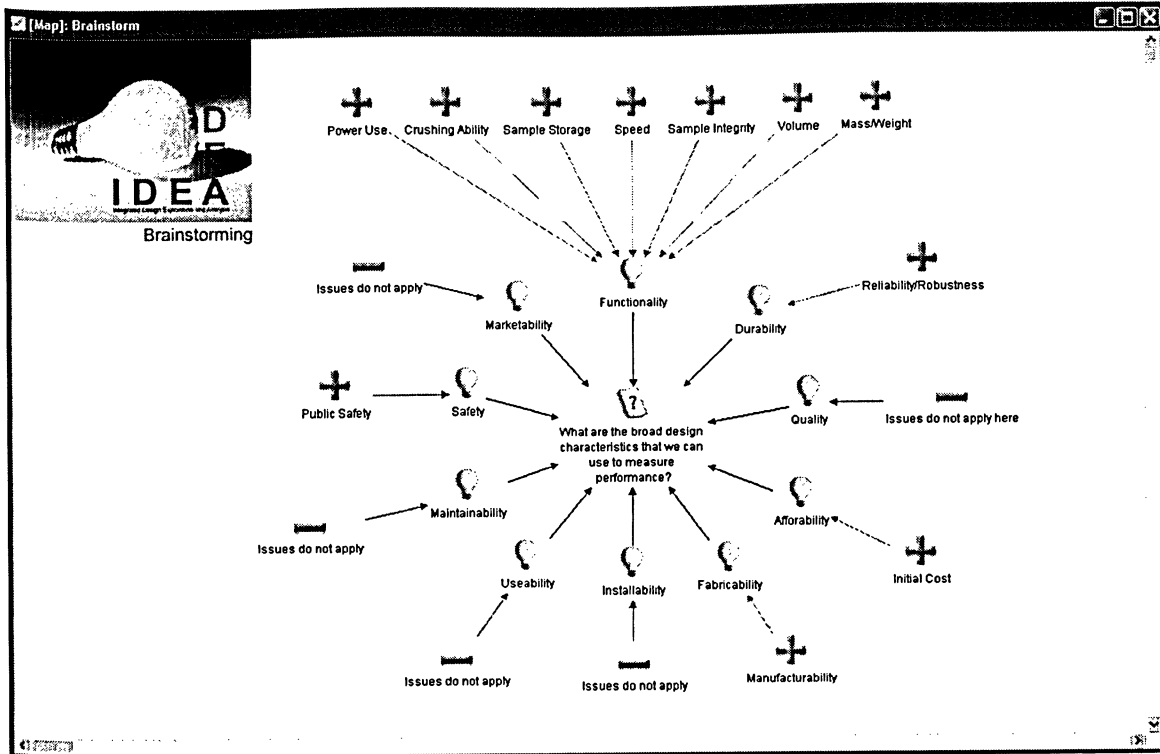 [Map]: Brainstorm
IDEA
Brainstorming
Power Use
Crushing Ability
Sample Storage
Speed
Sample Integrity
Volume
Mass/Weight
Issues do not apply
Marketability
Functionality
Durability
Reliability/Robustness
Public Safety
Safety
?
What are the broad design
characteristics that we can
use to measure
performance?
Quality
Issues do not apply here
Maintainability
Issues do not apply
Afforability
Initial Cost
Useability
Installability
Fabricability
Issues do not apply
Issues do not apply
Manufacturability